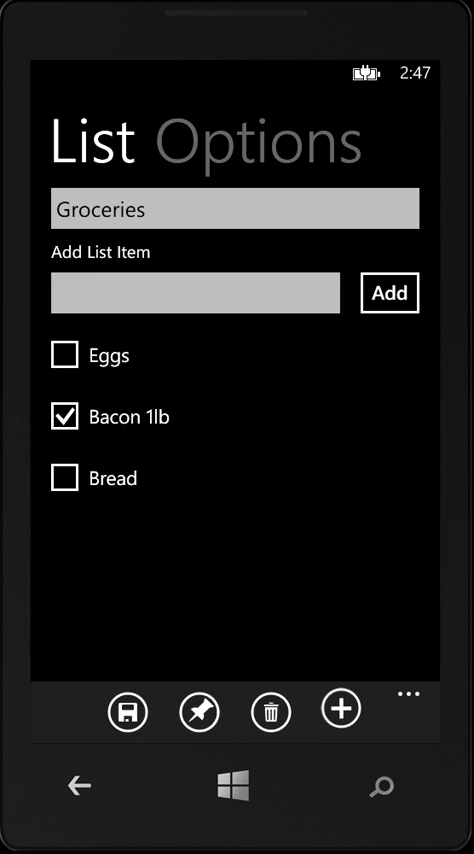 2:47
List Options
Groceries
Add List Item
Add
Eggs
Bacon 1lb
Bread